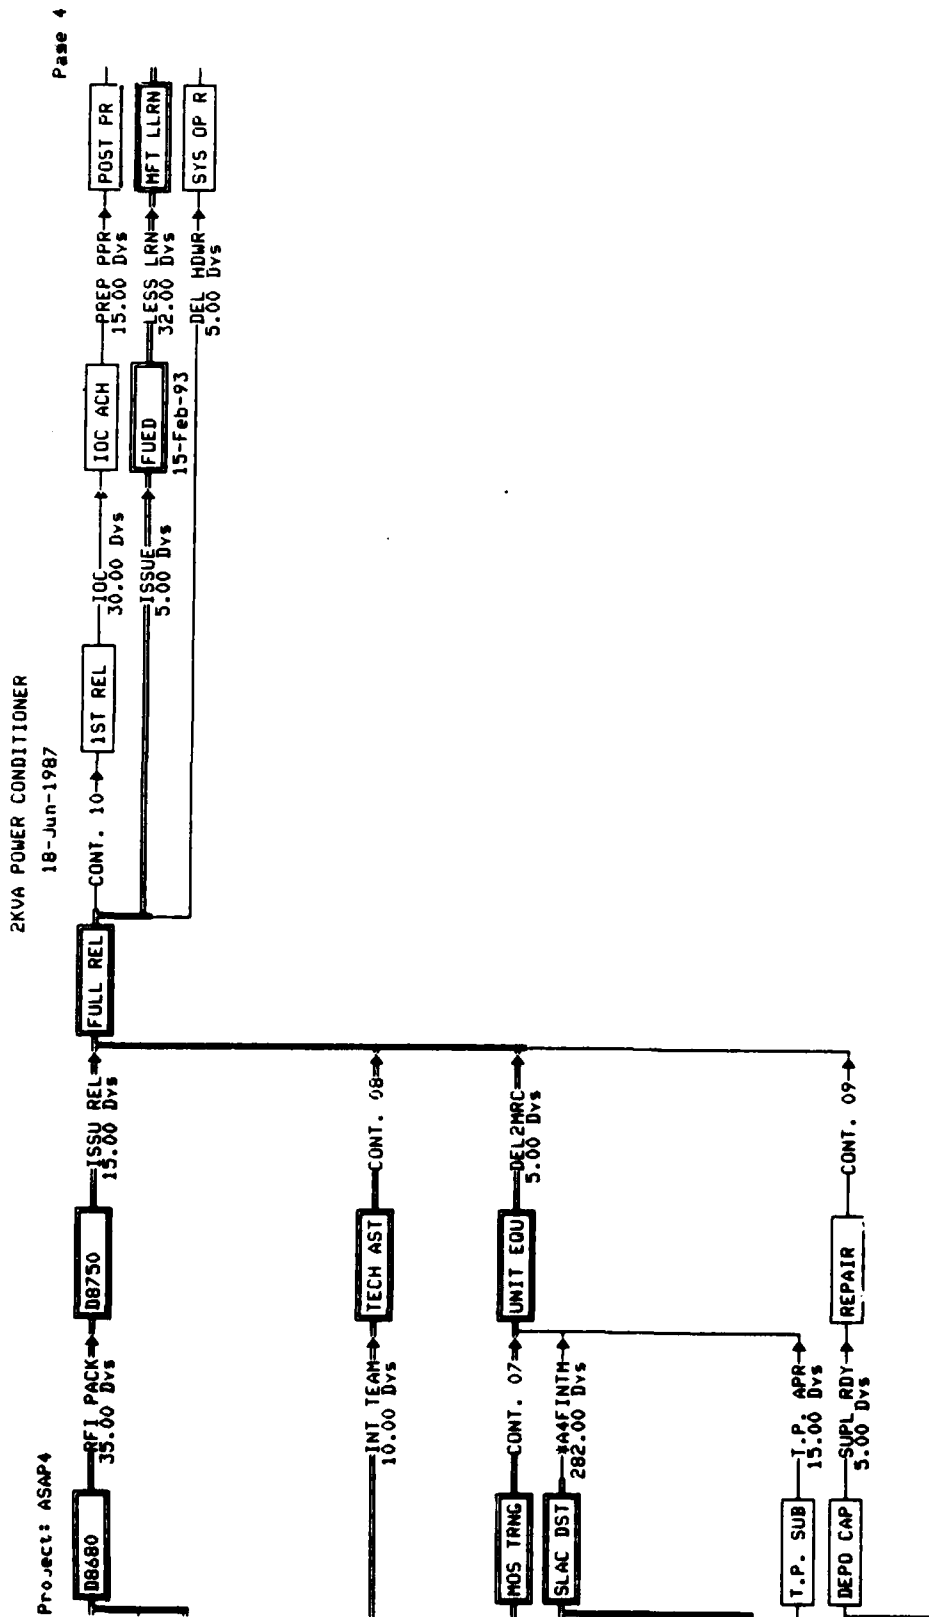 2KVA POWER CONDITIONER
Project: ASAP4
18-Jun-1987
Page 4
D8680
RFI PACK
35.00 Dys
D8750
ISSU REL
15.00 Dys
FULL REL
CONT. 10
1ST REL
IOC
30.00 Dys
IOC ACH
PREP PPR
15.00 Dys
POST PR
ISSUE
5.00 Dys
FUED
15-Feb-93
LESS LRN
32.00 Dys
MFT LLRN
DEL HDWR
5.00 Dys
SYS OP R
INT TEAM
10.00 Dys
TECH AST
CONT. 08
MOS TRNG
CONT. 07
UNIT EQU
DEL2MRC
5.00 Dys
SLAC DST
*A4FINTM
282.00 Dys
T.P. SUB
T.P. APR
15.00 Dys
DEPO CAP
SUPL RDY
5.00 Dys
REPAIR
CONT. 09